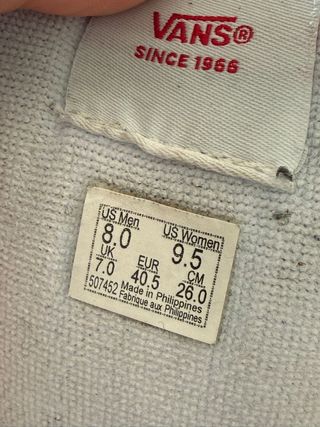 VANS®
SINCE 1966
US Men US Women
8.0 9.5
UK EUR CM
7.0 40.5 26.0
507452 Made in Philippines
Fabrique aux Philippines